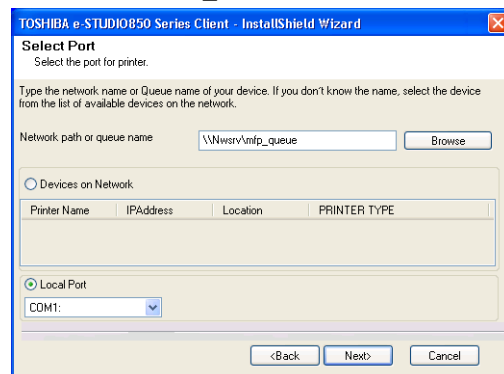 TOSHIBA e-STUDIO850 Series Client - InstallShield Wizard
Select Port
Select the port for printer.
Type the network name or Queue name of your device. If you don't know the name, select the device
from the list of available devices on the network.
Network path or queue name
\\Nwsrv\mfp_queue
Browse
Devices on Network
Printer Name IPAddress Location PRINTER TYPE
Local Port
COM1:
<Back Next> Cancel